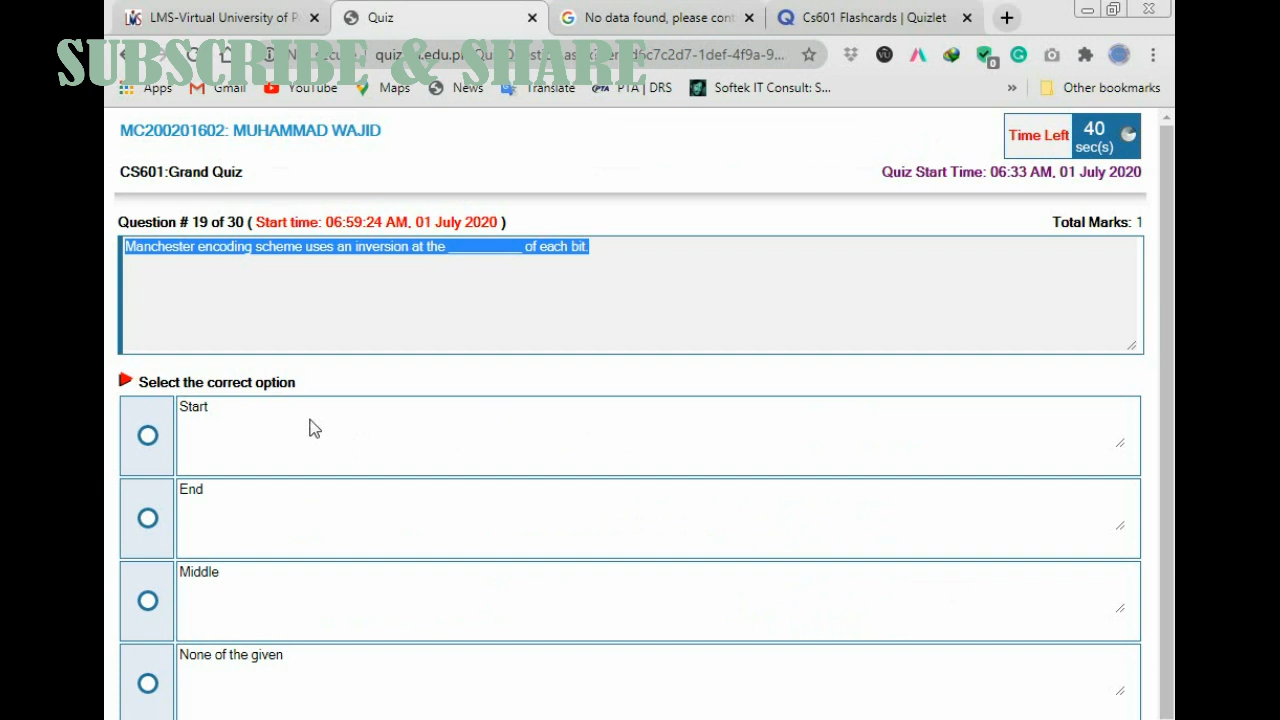 LMS-Virtual University of P
Quiz
No data found, please con
Cs601 Flashcards | Quizlet
SUBSCRIBE & SHARE
d6c7c2d7-1def-4f9a-9...
Apps
Gmail
YouTube
Maps
News
Translate
PTA | DRS
Softek IT Consult: S...
»
Other bookmarks
MC200201602: MUHAMMAD WAJID
Time Left
40
sec(s)
CS601:Grand Quiz
Quiz Start Time: 06:33 AM, 01 July 2020
Question # 19 of 30 ( Start time: 06:59:24 AM, 01 July 2020 )
Total Marks: 1
Manchester encoding scheme uses an inversion at the __________ of each bit.
Select the correct option
Start
End
Middle
None of the given